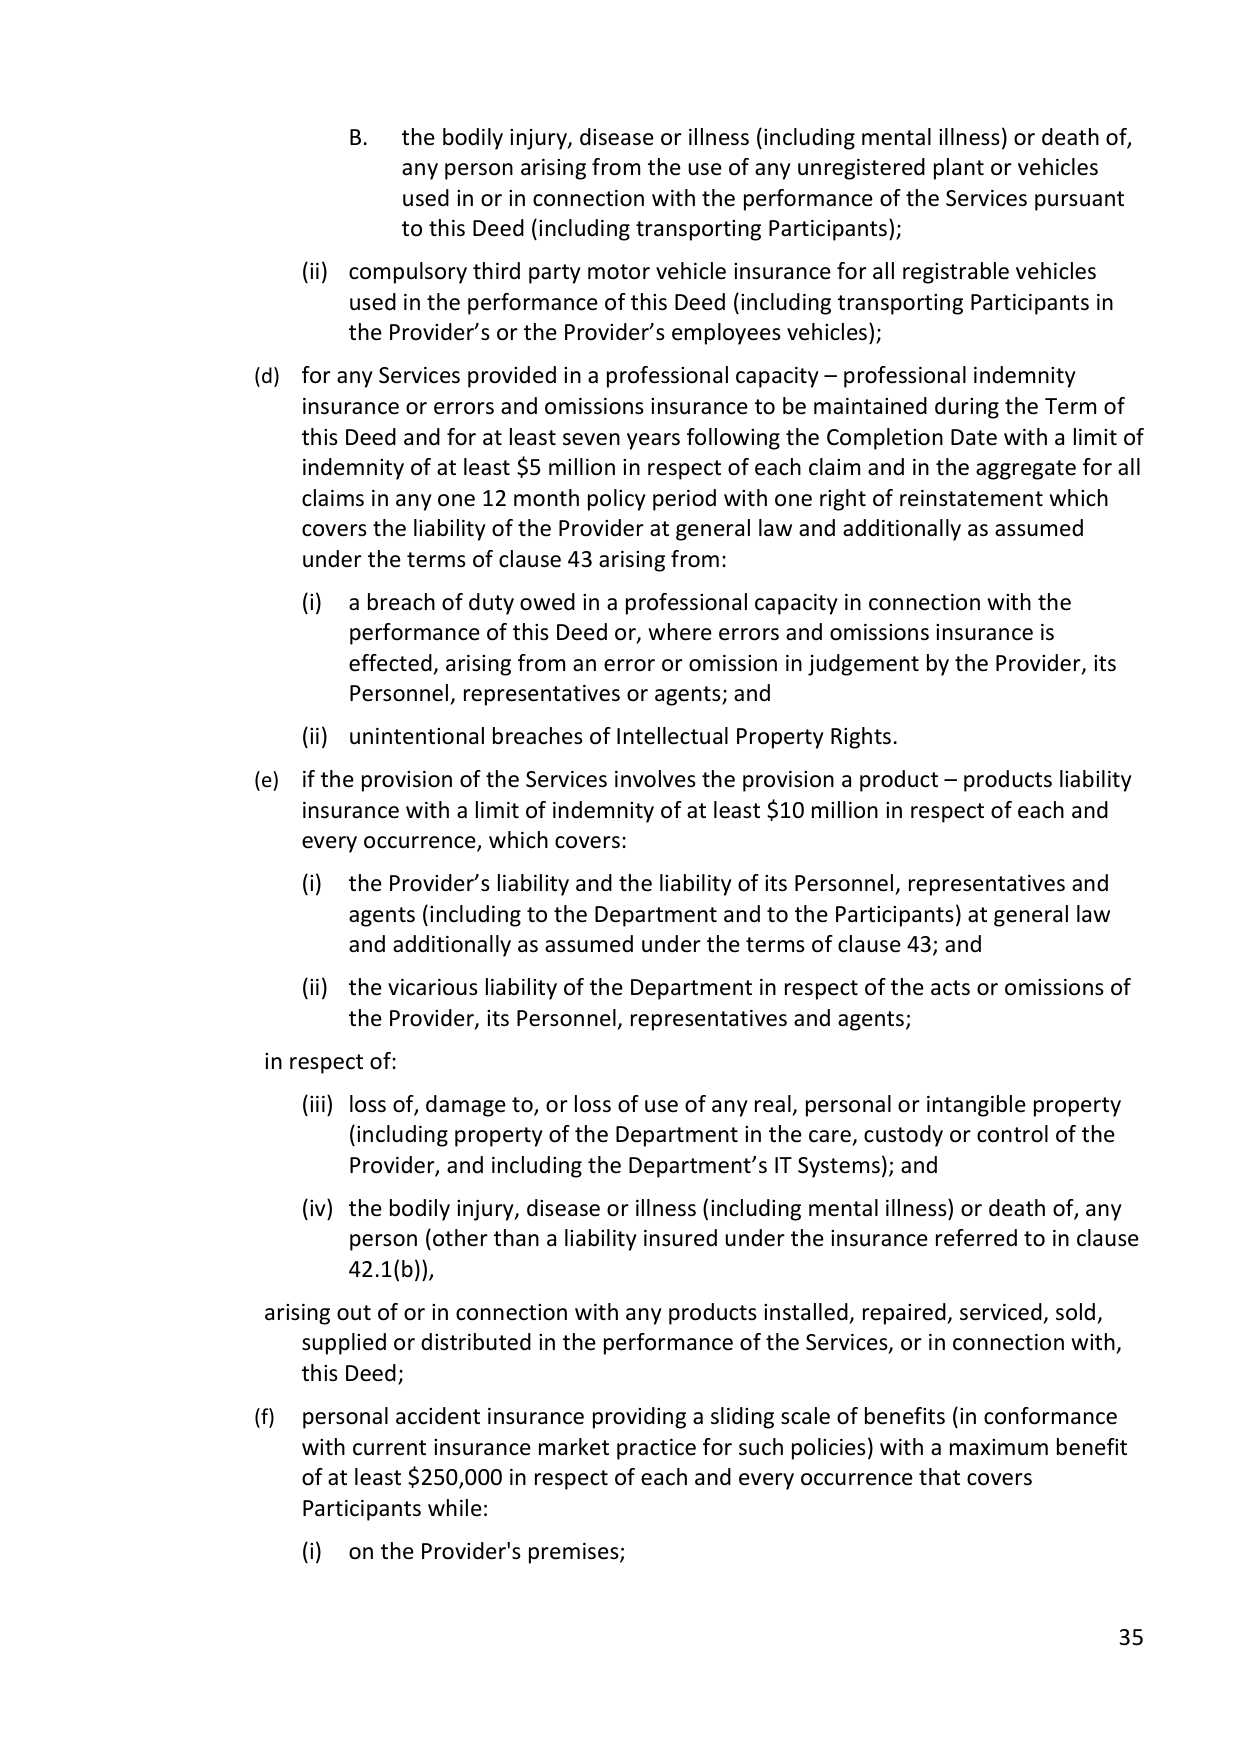 B. the bodily injury, disease or illness (including mental illness) or death of,
any person arising from the use of any unregistered plant or vehicles
used in or in connection with the performance of the Services pursuant
to this Deed (including transporting Participants);
(ii) compulsory third party motor vehicle insurance for all registrable vehicles
used in the performance of this Deed (including transporting Participants in
the Provider’s or the Provider’s employees vehicles);
(d) for any Services provided in a professional capacity – professional indemnity
insurance or errors and omissions insurance to be maintained during the Term of
this Deed and for at least seven years following the Completion Date with a limit of
indemnity of at least $5 million in respect of each claim and in the aggregate for all
claims in any one 12 month policy period with one right of reinstatement which
covers the liability of the Provider at general law and additionally as assumed
under the terms of clause 43 arising from:
(i) a breach of duty owed in a professional capacity in connection with the
performance of this Deed or, where errors and omissions insurance is
effected, arising from an error or omission in judgement by the Provider, its
Personnel, representatives or agents; and
(ii) unintentional breaches of Intellectual Property Rights.
(e) if the provision of the Services involves the provision a product – products liability
insurance with a limit of indemnity of at least $10 million in respect of each and
every occurrence, which covers:
(i) the Provider’s liability and the liability of its Personnel, representatives and
agents (including to the Department and to the Participants) at general law
and additionally as assumed under the terms of clause 43; and
(ii) the vicarious liability of the Department in respect of the acts or omissions of
the Provider, its Personnel, representatives and agents;
in respect of:
(iii) loss of, damage to, or loss of use of any real, personal or intangible property
(including property of the Department in the care, custody or control of the
Provider, and including the Department’s IT Systems); and
(iv) the bodily injury, disease or illness (including mental illness) or death of, any
person (other than a liability insured under the insurance referred to in clause
42.1(b)),
arising out of or in connection with any products installed, repaired, serviced, sold,
supplied or distributed in the performance of the Services, or in connection with,
this Deed;
(f) personal accident insurance providing a sliding scale of benefits (in conformance
with current insurance market practice for such policies) with a maximum benefit
of at least $250,000 in respect of each and every occurrence that covers
Participants while:
(i) on the Provider's premises;
35